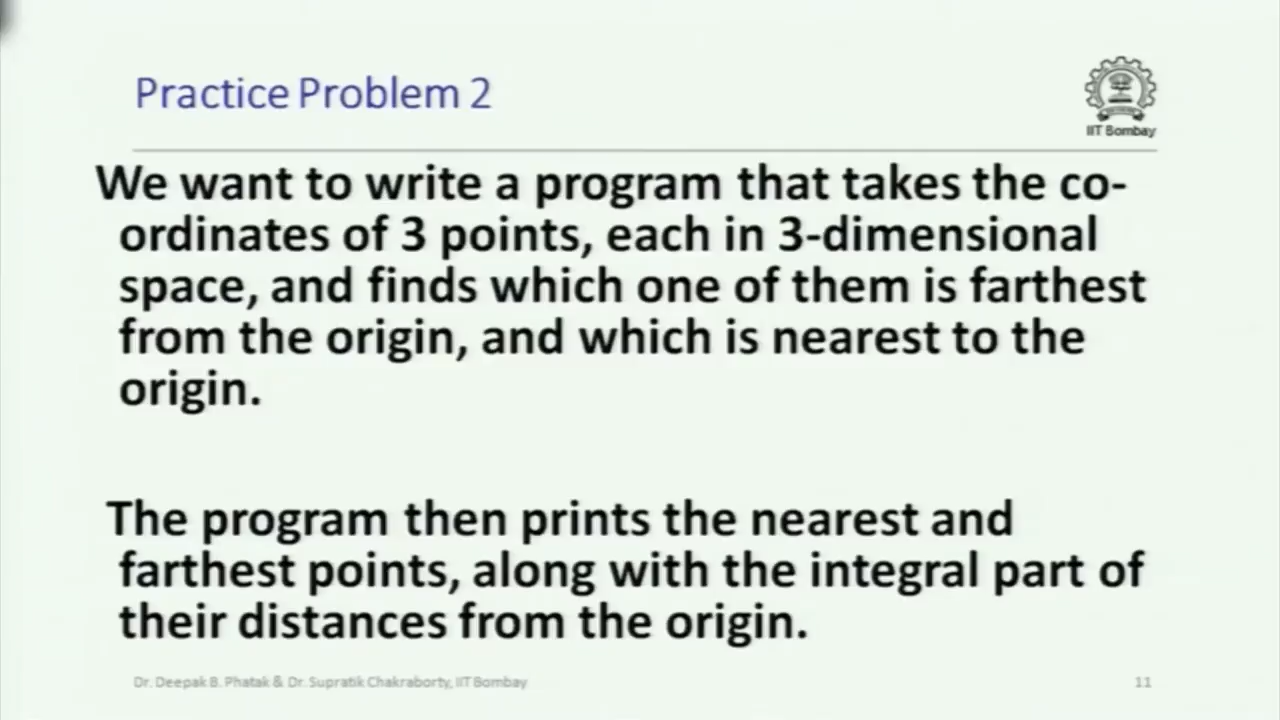 Practice Problem 2
IIT Bombay
We want to write a program that takes the co-
ordinates of 3 points, each in 3-dimensional
space, and finds which one of them is farthest
from the origin, and which is nearest to the
origin.
The program then prints the nearest and
farthest points, along with the integral part of
their distances from the origin.
Dr. Deepak B. Phatak & Dr. Supratik Chakraborty, IIT Bombay
11